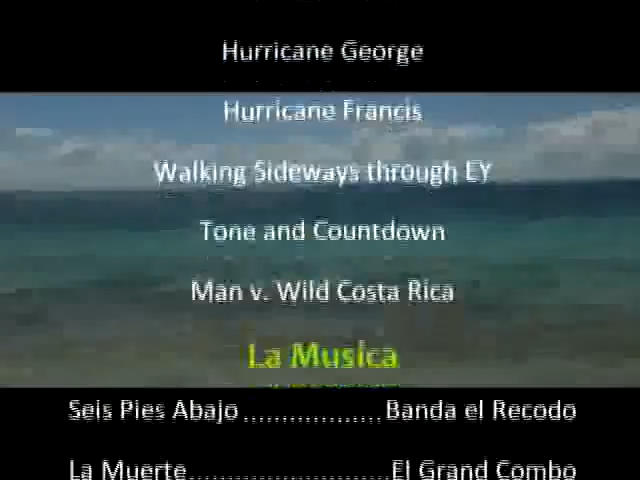 Hurricane George
Hurricane Francis
Walking Sideways through EY
Tone and Countdown
Man v. Wild Costa Rica
La Musica
Seis Pies Abajo..................Banda el Recodo
La Muerte..........................El Grand Combo